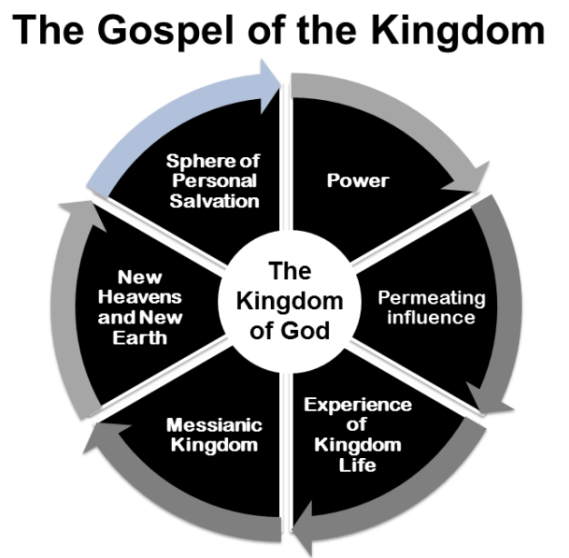 The Gospel of the Kingdom
Sphere of
Personal
Salvation
Power
New
Heavens
and New
Earth
The
Kingdom
of God
Permeating
influence
Messianic
Kingdom
Experience
of
Kingdom
Life